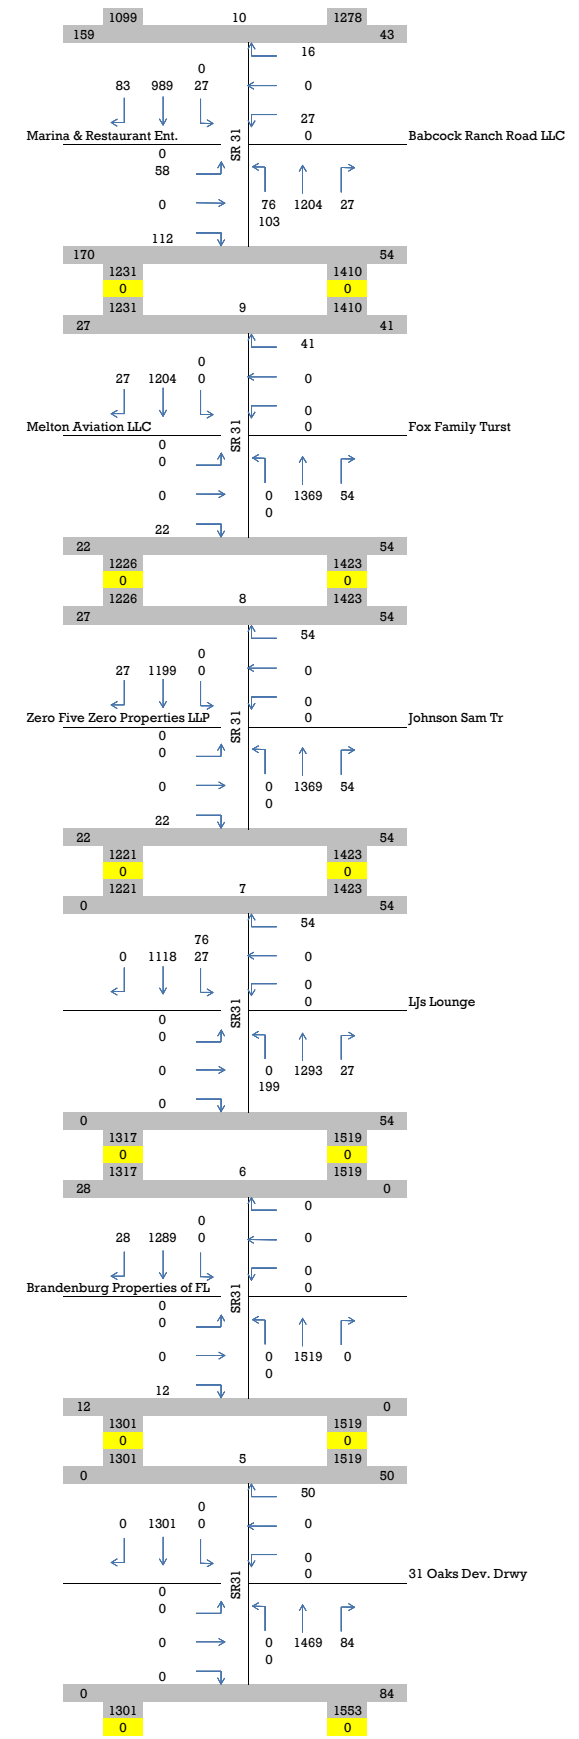 1099 10 1278
159 43
16
0
83 989 27 0
27
Marina & Restaurant Ent. SR 31 0 Babcock Ranch Road LLC
0
58
0 76 1204 27
103
112
170 54
1231 1410
0 0
1231 9 1410
27 41
41
0
27 1204 0 0
0
Melton Aviation LLC SR 31 0 Fox Family Turst
0
0
0 0 1369 54
0
22
22 54
1226 1423
0 0
1226 8 1423
27 54
54
0
27 1199 0 0
0
Zero Five Zero Properties LLP SR 31 0 Johnson Sam Tr
0
0
0 0 1369 54
0
22
22 54
1221 1423
0 0
1221 7 1423
0 54
54
76
0 1118 27 0
0
SR31 0 LJs Lounge
0
0
0 0 1293 27
199
0
0 54
1317 1519
0 0
1317 6 1519
28 0
0
0
28 1289 0 0
0
Brandenburg Properties of FL SR31 0
0
0
0 0 1519 0
0
12
12 0
1301 1519
0 0
1301 5 1519
0 50
50
0
0 1301 0 0
0
SR31 0 31 Oaks Dev. Drwy
0
0
0 0 1469 84
0
0
0 84
1301 1553
0 0